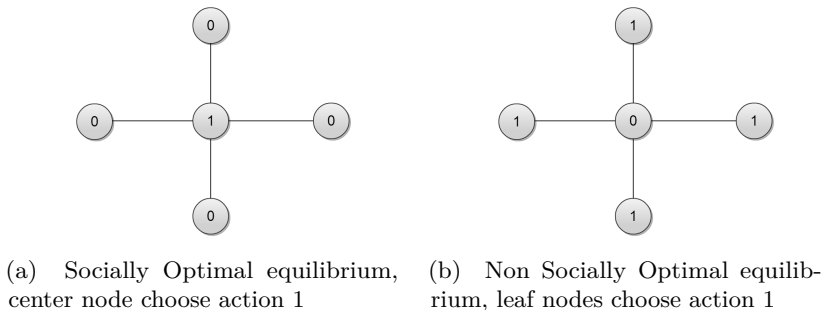 0
0
0 1 0
0
1
1 0 1
1
(a) Socially Optimal equilibrium,
center node choose action 1
(b) Non Socially Optimal equilib-
rium, leaf nodes choose action 1